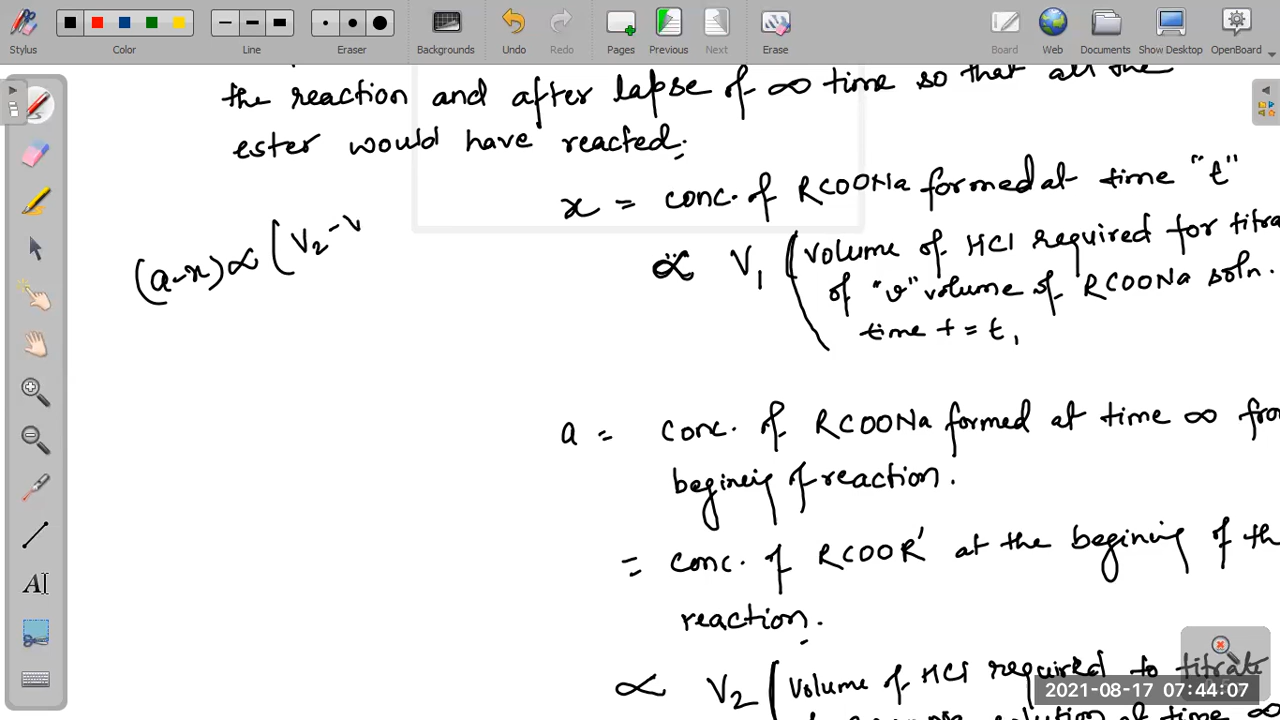 Stylus Color Line Eraser Backgrounds Undo Redo Pages Previous Next Erase Board Web Documents Show Desktop OpenBoard
the reaction and after lapse of ∞ time so that all the
ester would have reacted.
x = conc. of RCOONa formed at time "t"
(a-x) ∝ (V2-V
∝ V1 (Volume of HCl required for titra
of "v" volume of RCOONa soln.
time t = t1
a = conc. of RCOONa formed at time ∞ from
begineig of reaction.
= conc. of RCOOR' at the begining of th
reaction.
∝ V2 (Volume of HCl required to titrate
2021-08-17 07:44:07